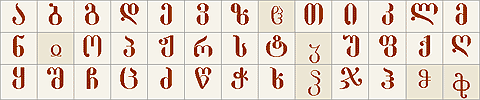 ა ბ გ დ ე ვ ზ ჱ თ ი კ ლ მ
ნ ჲ ო პ ჟ რ ს ტ ჳ უ ფ ქ ღ
ყ შ ჩ ც ძ წ ჭ ხ ჴ ჯ ჰ ჵ ჶ